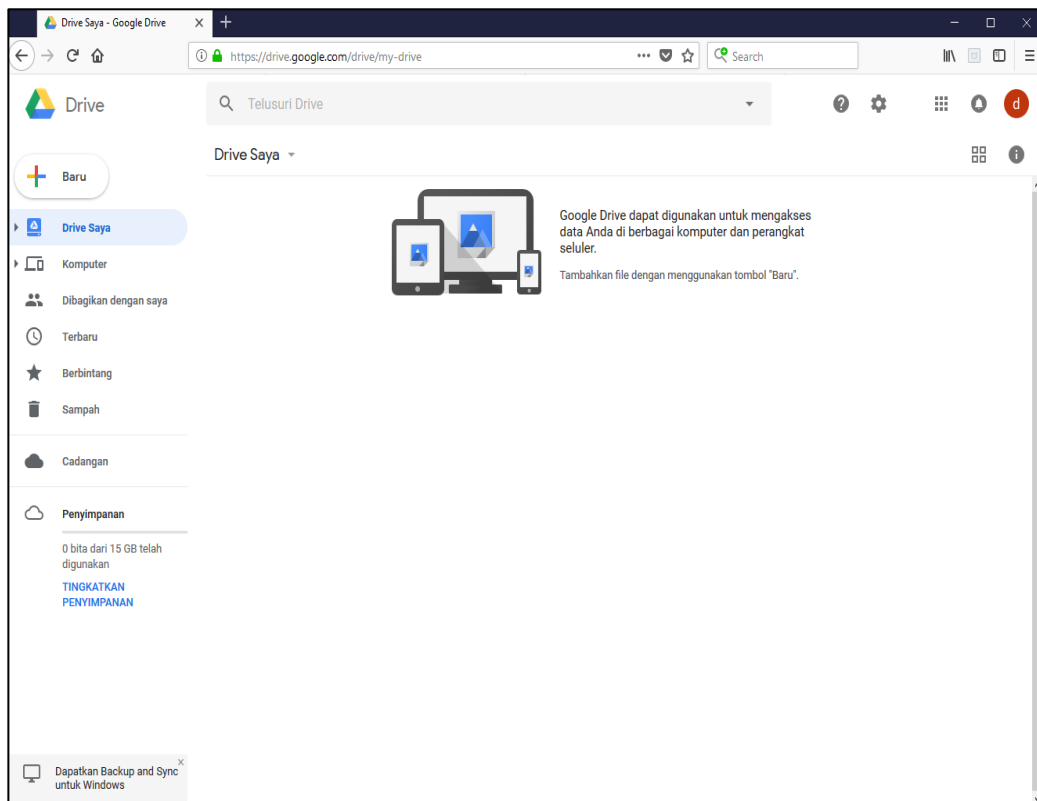 Drive Saya - Google Drive
https://drive.google.com/drive/my-drive
Search
Drive
Telusuri Drive
d
Drive Saya
Baru
Drive Saya
Komputer
Dibagikan dengan saya
Terbaru
Berbintang
Sampah
Cadangan
Penyimpanan
0 bita dari 15 GB telah
digunakan
TINGKATKAN
PENYIMPANAN
Google Drive dapat digunakan untuk mengakses
data Anda di berbagai komputer dan perangkat
seluler.
Tambahkan file dengan menggunakan tombol "Baru".
Dapatkan Backup and Sync
untuk Windows